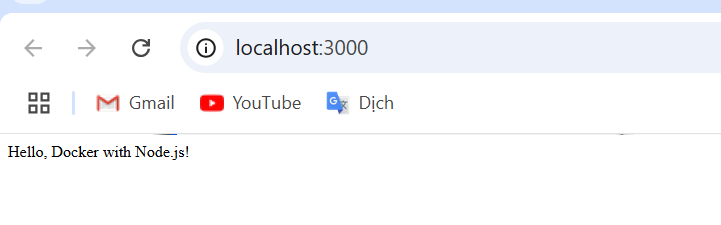 localhost:3000
Gmail YouTube Dịch
Hello, Docker with Node.js!